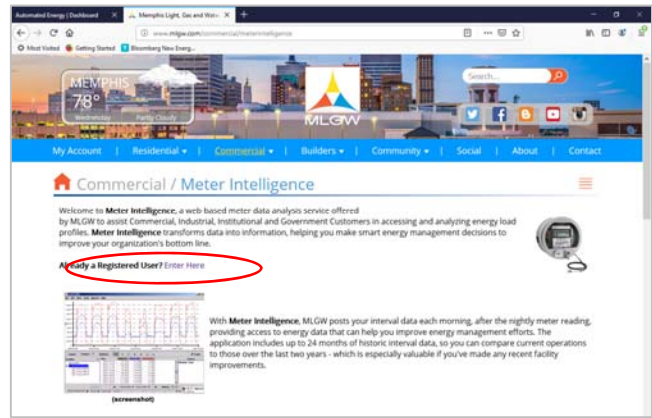 Automated Energy | Dashboard
Memphis Light, Gas and Water
www.mlgw.com/commercial/meterintelligence
Most Visited Getting Started Bloomberg New Energ...
MEMPHIS
78°
Wednesday Partly Cloudy
MLGW
Search...
My Account | Residential | Commercial | Builders | Community | Social | About | Contact
Commercial / Meter Intelligence
Welcome to Meter Intelligence, a web based meter data analysis service offered
by MLGW to assist Commercial, Industrial, Institutional and Government Customers in accessing and analyzing energy load
profiles. Meter Intelligence transforms data into information, helping you make smart energy management decisions to
improve your organization's bottom line.
Already a Registered User? Enter Here
With Meter Intelligence, MLGW posts your interval data each morning, after the nightly meter reading,
providing access to energy data that can help you improve energy management efforts. The
application includes up to 24 months of historic interval data, so you can compare current operations
to those over the last two years - which is especially valuable if you've made any recent facility
improvements.
(screenshot)